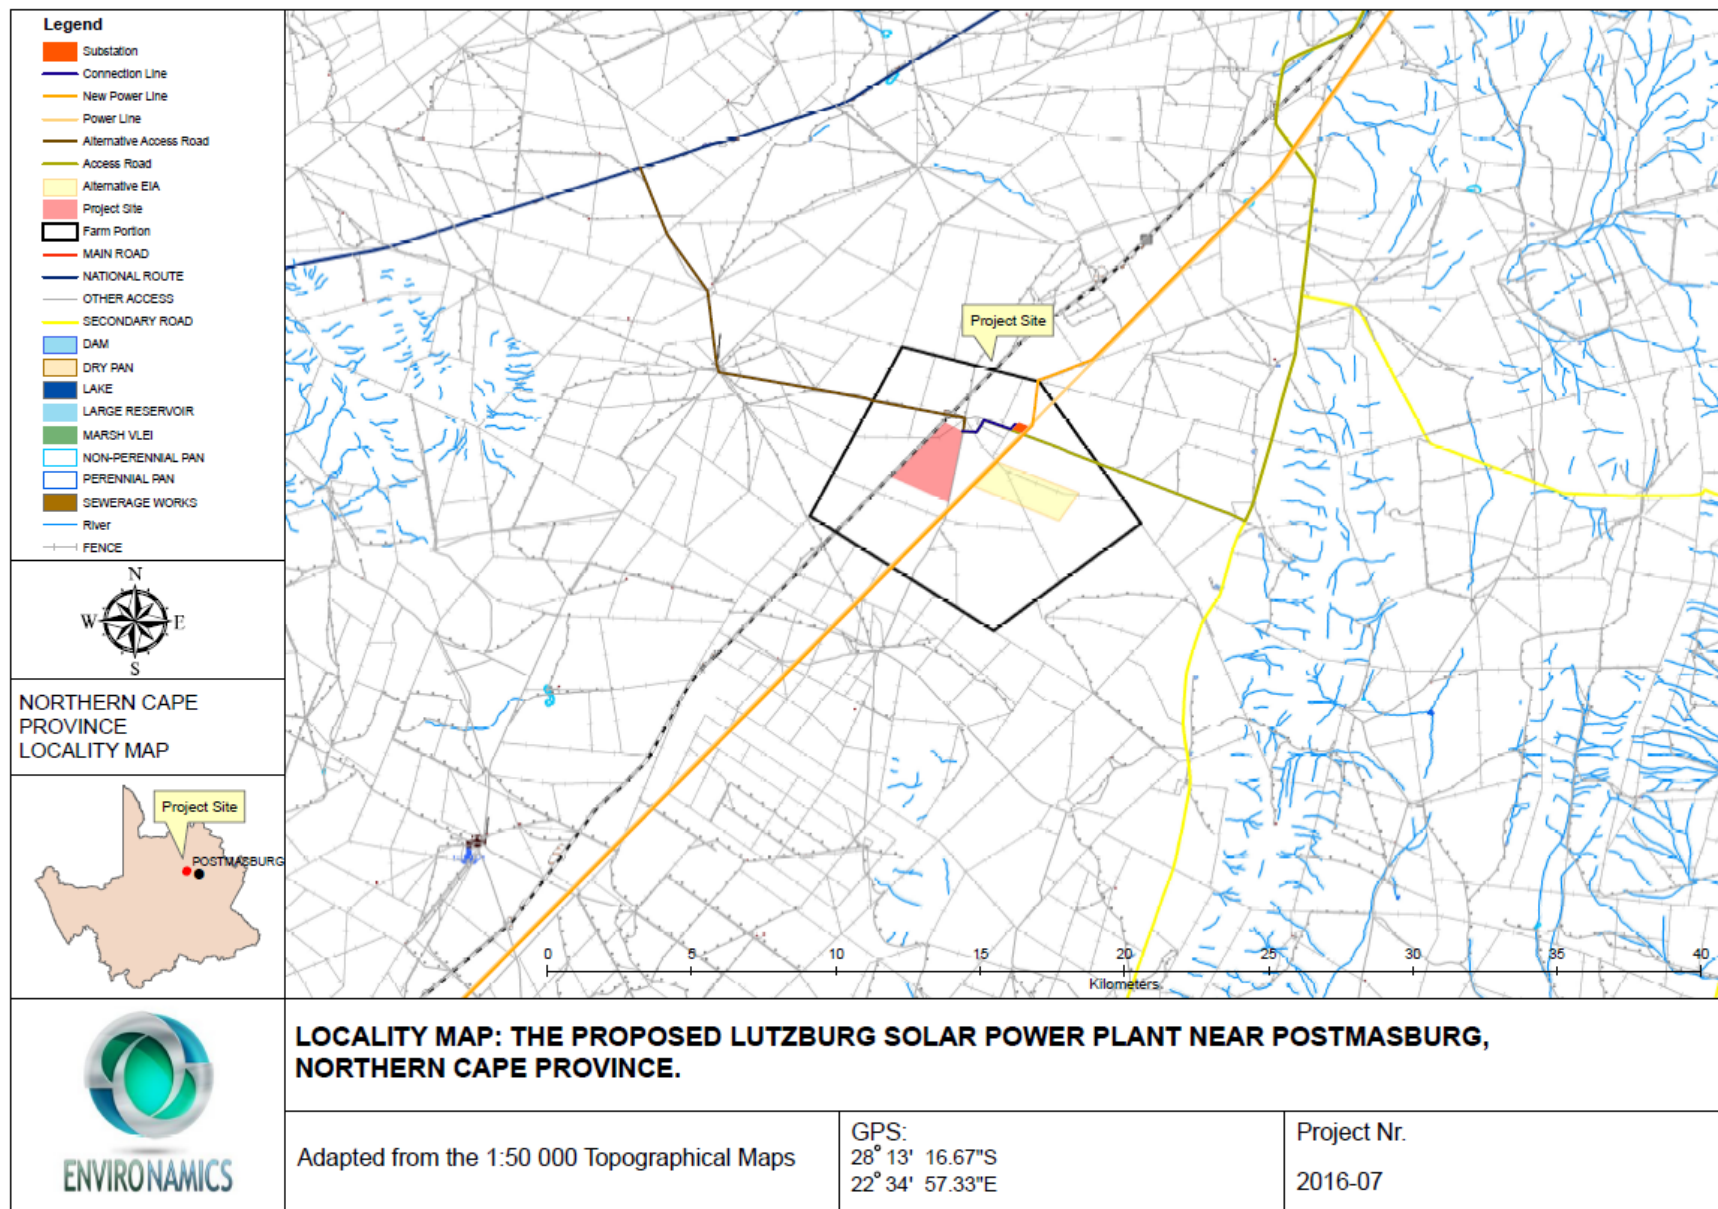 Legend
Substation
Connection Line
New Power Line
Power Line
Alternative Access Road
Access Road
Alternative EIA
Project Site
Farm Portion
MAIN ROAD
NATIONAL ROUTE
OTHER ACCESS
SECONDARY ROAD
DAM
DRY PAN
LAKE
LARGE RESERVOIR
MARSH VLEI
NON-PERENNIAL PAN
PERENNIAL PAN
SEWERAGE WORKS
River
FENCE
N
W E
S
NORTHERN CAPE
PROVINCE
LOCALITY MAP
Project Site
POSTMASBURG
Project Site
0 5 10 15 20 25 30 35 40
Kilometers
ENVIRONAMICS
LOCALITY MAP: THE PROPOSED LUTZBURG SOLAR POWER PLANT NEAR POSTMASBURG,
NORTHERN CAPE PROVINCE.
Adapted from the 1:50 000 Topographical Maps
GPS:
28° 13' 16.67"S
22° 34' 57.33"E
Project Nr.
2016-07